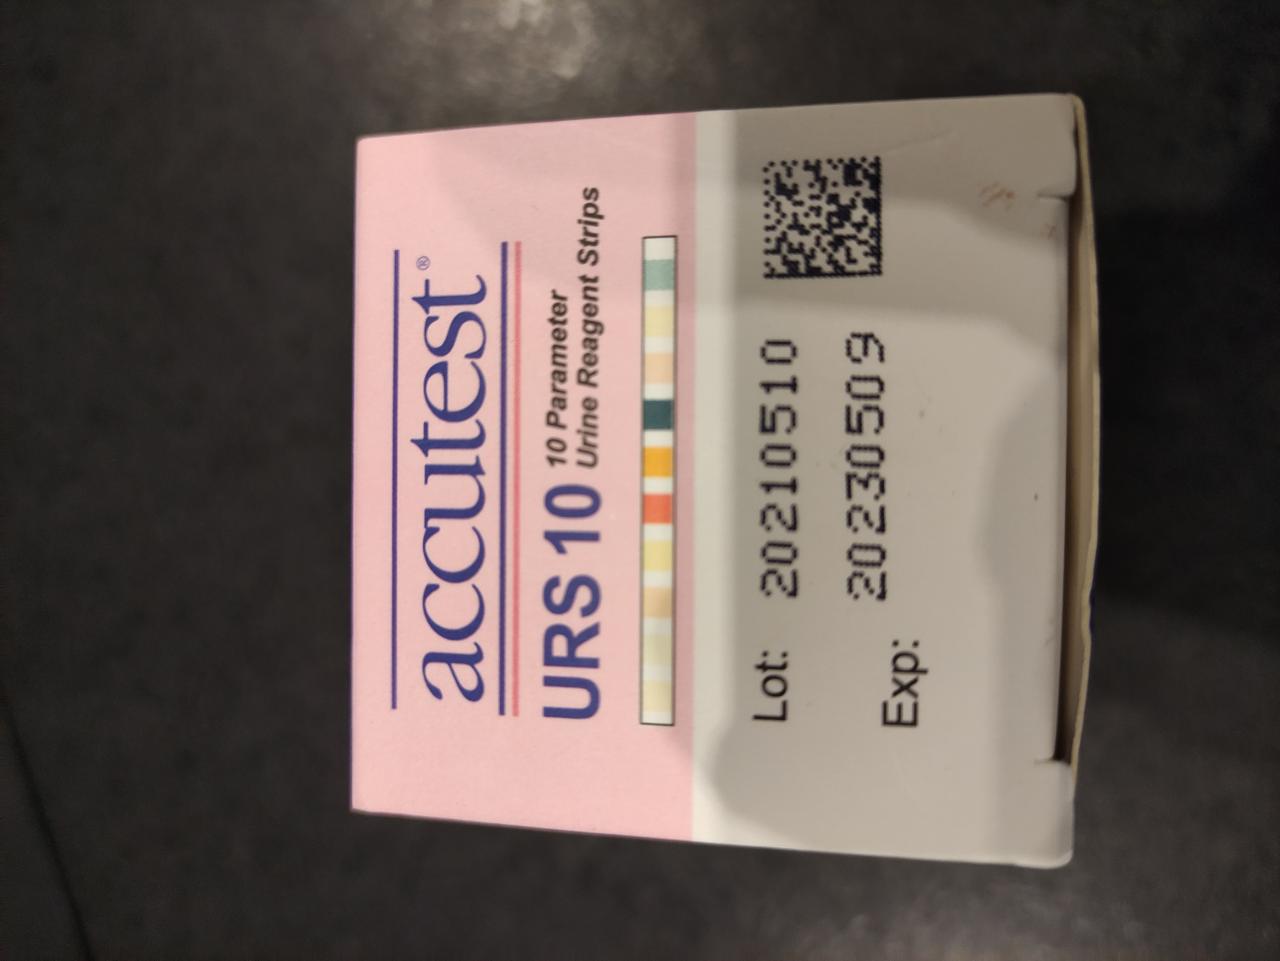 accutest®
URS 10 10 Parameter
Urine Reagent Strips
Lot: 20210510
Exp: 20230509